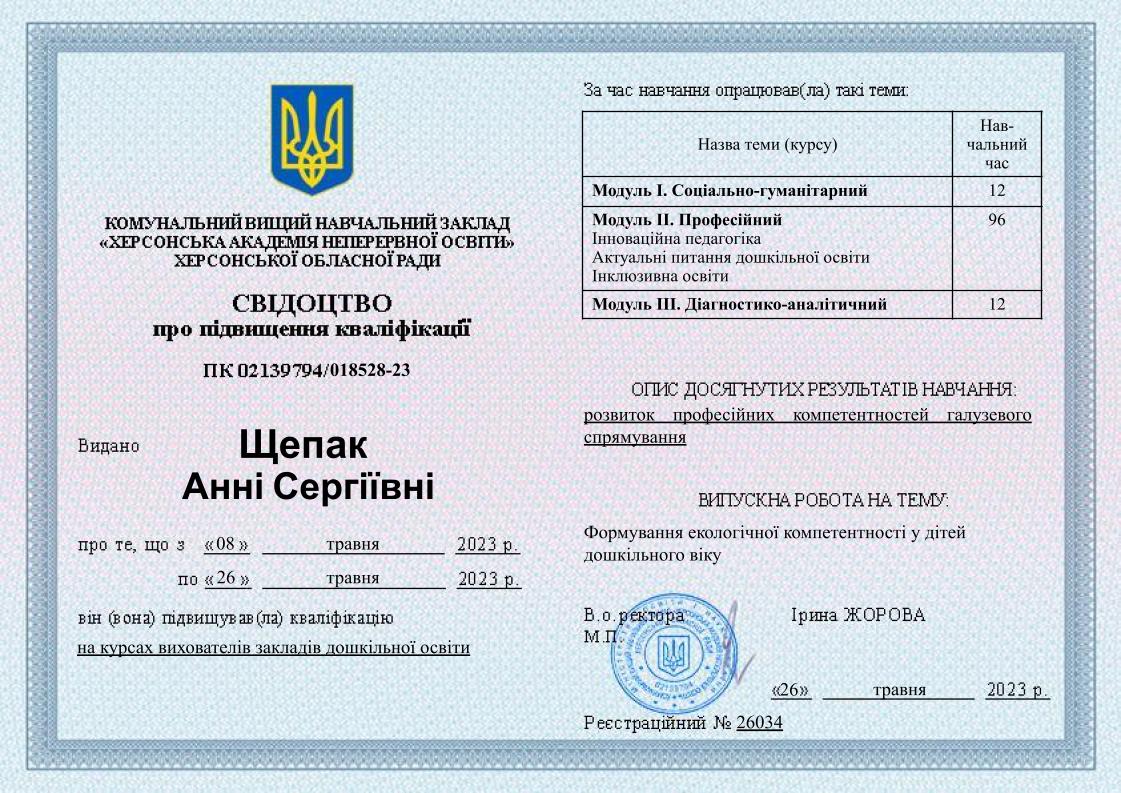 КОМУНАЛЬНИЙ ВИЩИЙ НАВЧАЛЬНИЙ ЗАКЛАД
«ХЕРСОНСЬКА АКАДЕМІЯ НЕПЕРЕРВНОЇ ОСВІТИ»
ХЕРСОНСЬКОЇ ОБЛАСНОЇ РАДИ
СВІДОЦТВО
про підвищення кваліфікації
ПК 02139794/018528-23
Видано Щепак
Анні Сергіївні
про те, що з «08» травня 2023 р.
по «26» травня 2023 р.
він (вона) підвищував(ла) кваліфікацію
на курсах вихователів закладів дошкільної освіти
За час навчання опрацював(ла) такі теми:
Назва теми (курсу)
Нав-
чальний
час
Модуль І. Соціально-гуманітарний 12
Модуль ІІ. Професійний 96
Інноваційна педагогіка
Актуальні питання дошкільної освіти
Інклюзивна освіти
Модуль ІІІ. Діагностико-аналітичний 12
ОПИС ДОСЯГНУТИХ РЕЗУЛЬТАТІВ НАВЧАННЯ:
розвиток професійних компетентностей галузевого
спрямування
ВИПУСКНА РОБОТА НА ТЕМУ:
Формування екологічної компетентності у дітей
дошкільного віку
В.о.ректора Ірина ЖОРОВА
М.П.
02139794
«26» травня 2023 р.
Реєстраційний № 26034